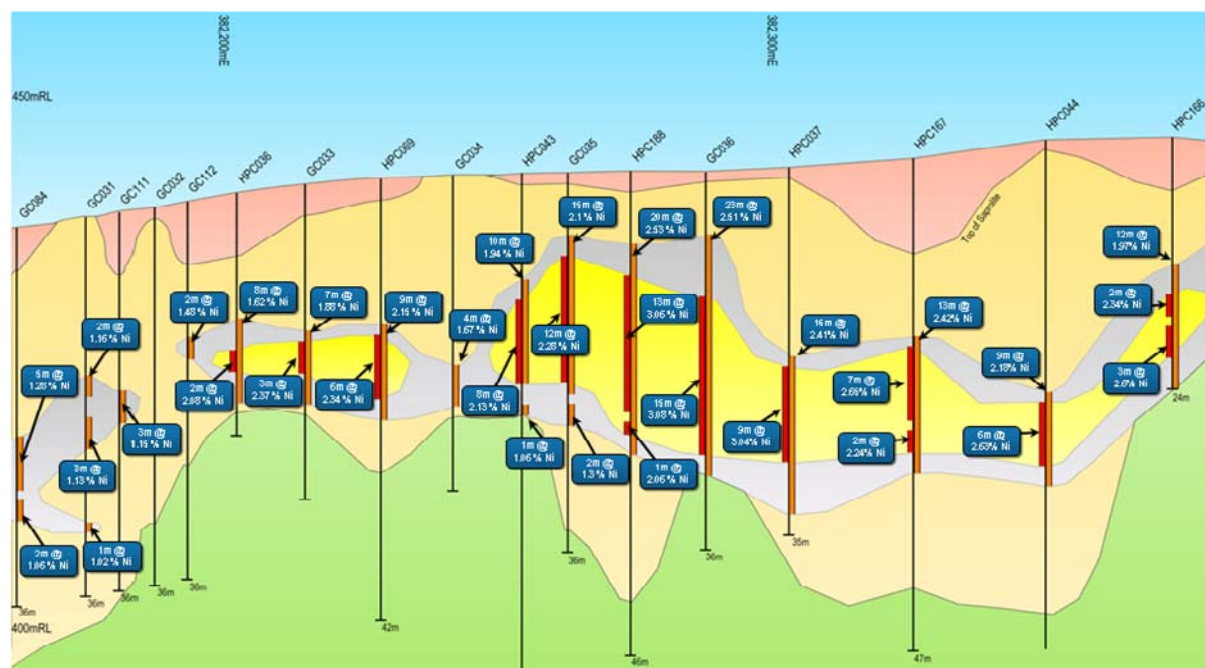 382,200mE
382,300mE
450mRL
GC084
GC031
GC111
GC032
GC112
HPC036
GC033
HPC069
GC034
HPC043
GC035
HPC188
GC036
HPC037
HPC167
HPC044
HPC166
Top of Saprolite
5m @
1.28% Ni
2m @
1.16% Ni
2m @
1.48% Ni
8m @
1.62% Ni
7m @
1.88% Ni
9m @
2.15% Ni
4m @
1.67% Ni
10m @
1.94% Ni
15m @
2.1% Ni
20m @
2.53% Ni
23m @
2.51% Ni
16m @
2.41% Ni
13m @
2.42% Ni
9m @
2.18% Ni
12m @
1.97% Ni
2m @
2.34% Ni
3m @
2.6% Ni
13m @
3.06% Ni
12m @
2.28% Ni
2m @
2.08% Ni
3m @
2.37% Ni
6m @
2.34% Ni
8m @
2.13% Ni
15m @
3.08% Ni
9m @
3.04% Ni
7m @
2.65% Ni
2m @
2.24% Ni
6m @
2.63% Ni
3m @
1.15% Ni
3m @
1.13% Ni
1m @
1.06% Ni
2m @
1.3% Ni
1m @
2.06% Ni
2m @
1.06% Ni
1m @
1.02% Ni
24m
35m
36m
36m
36m
36m
36m
36m
36m
42m
46m
47m
400mRL